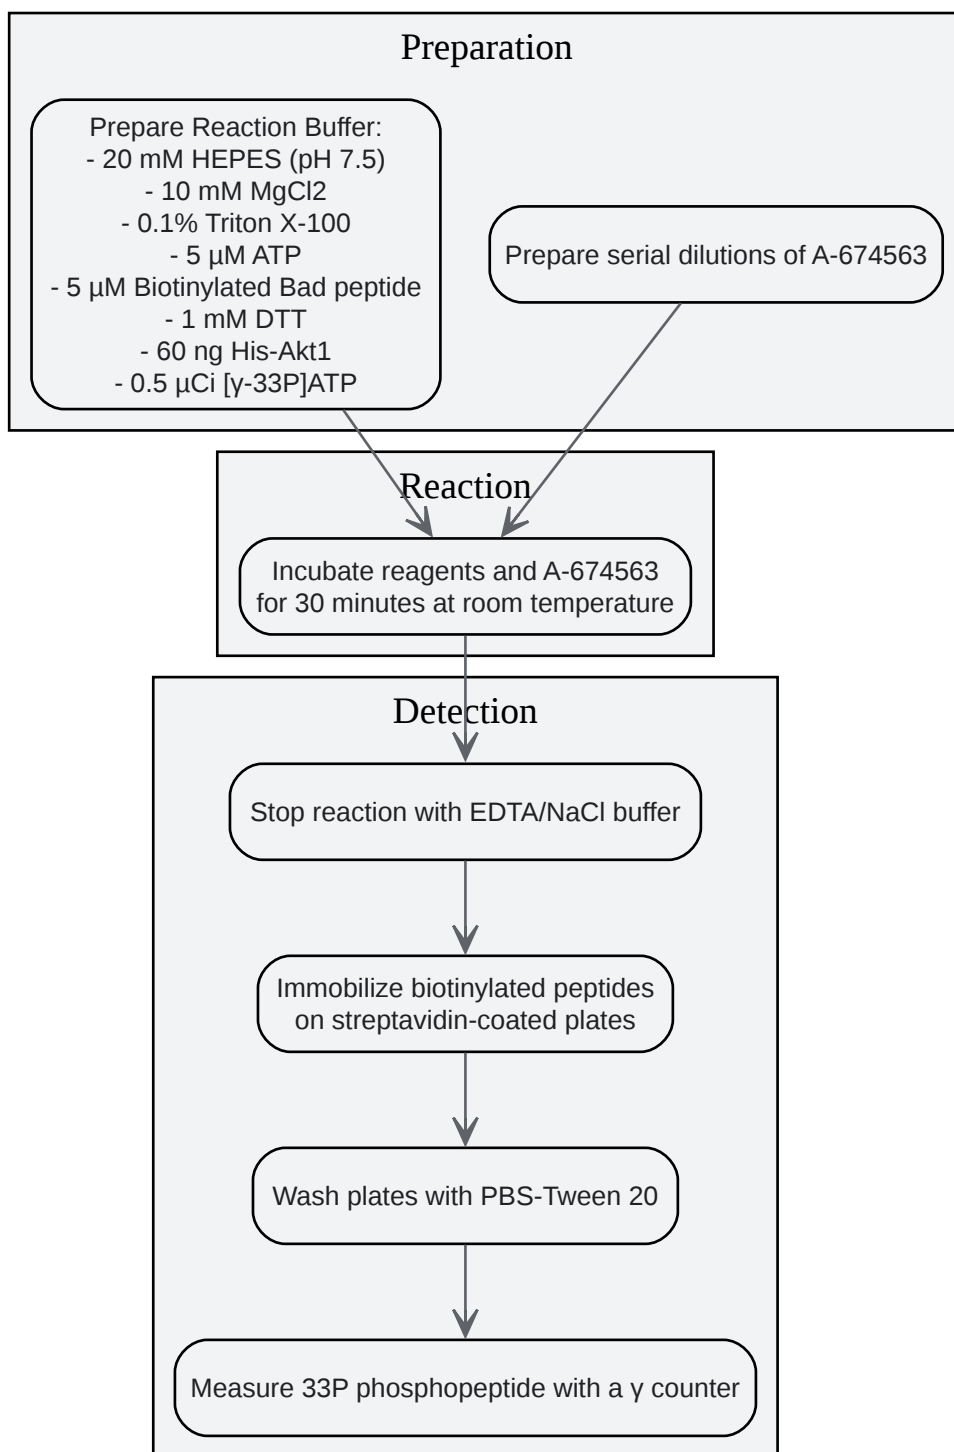 Preparation
Prepare Reaction Buffer:
- 20 mM HEPES (pH 7.5)
- 10 mM MgCl2
- 0.1% Triton X-100
- 5 µM ATP
- 5 µM Biotinylated Bad peptide
- 1 mM DTT
- 60 ng His-Akt1
- 0.5 µCi [γ-33P]ATP
Prepare serial dilutions of A-674563
Reaction
Incubate reagents and A-674563
for 30 minutes at room temperature
Detection
Stop reaction with EDTA/NaCl buffer
Immobilize biotinylated peptides
on streptavidin-coated plates
Wash plates with PBS-Tween 20
Measure 33P phosphopeptide with a γ counter